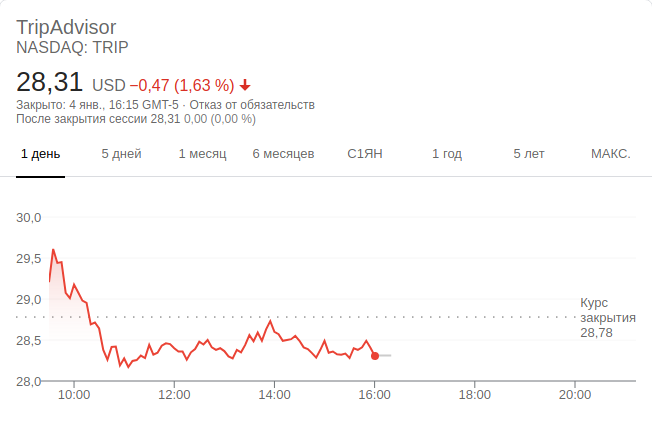 TripAdvisor
NASDAQ: TRIP
28,31 USD −0,47 (1,63 %)
Закрыто: 4 янв., 16:15 GMT-5 · Отказ от обязательств
После закрытия сессии 28,31 0,00 (0,00 %)
1 день 5 дней 1 месяц 6 месяцев С1ЯН 1 год 5 лет МАКС.
30,0
29,5
29,0
28,5
28,0
Курс
закрытия
28,78
10:00 12:00 14:00 16:00 18:00 20:00